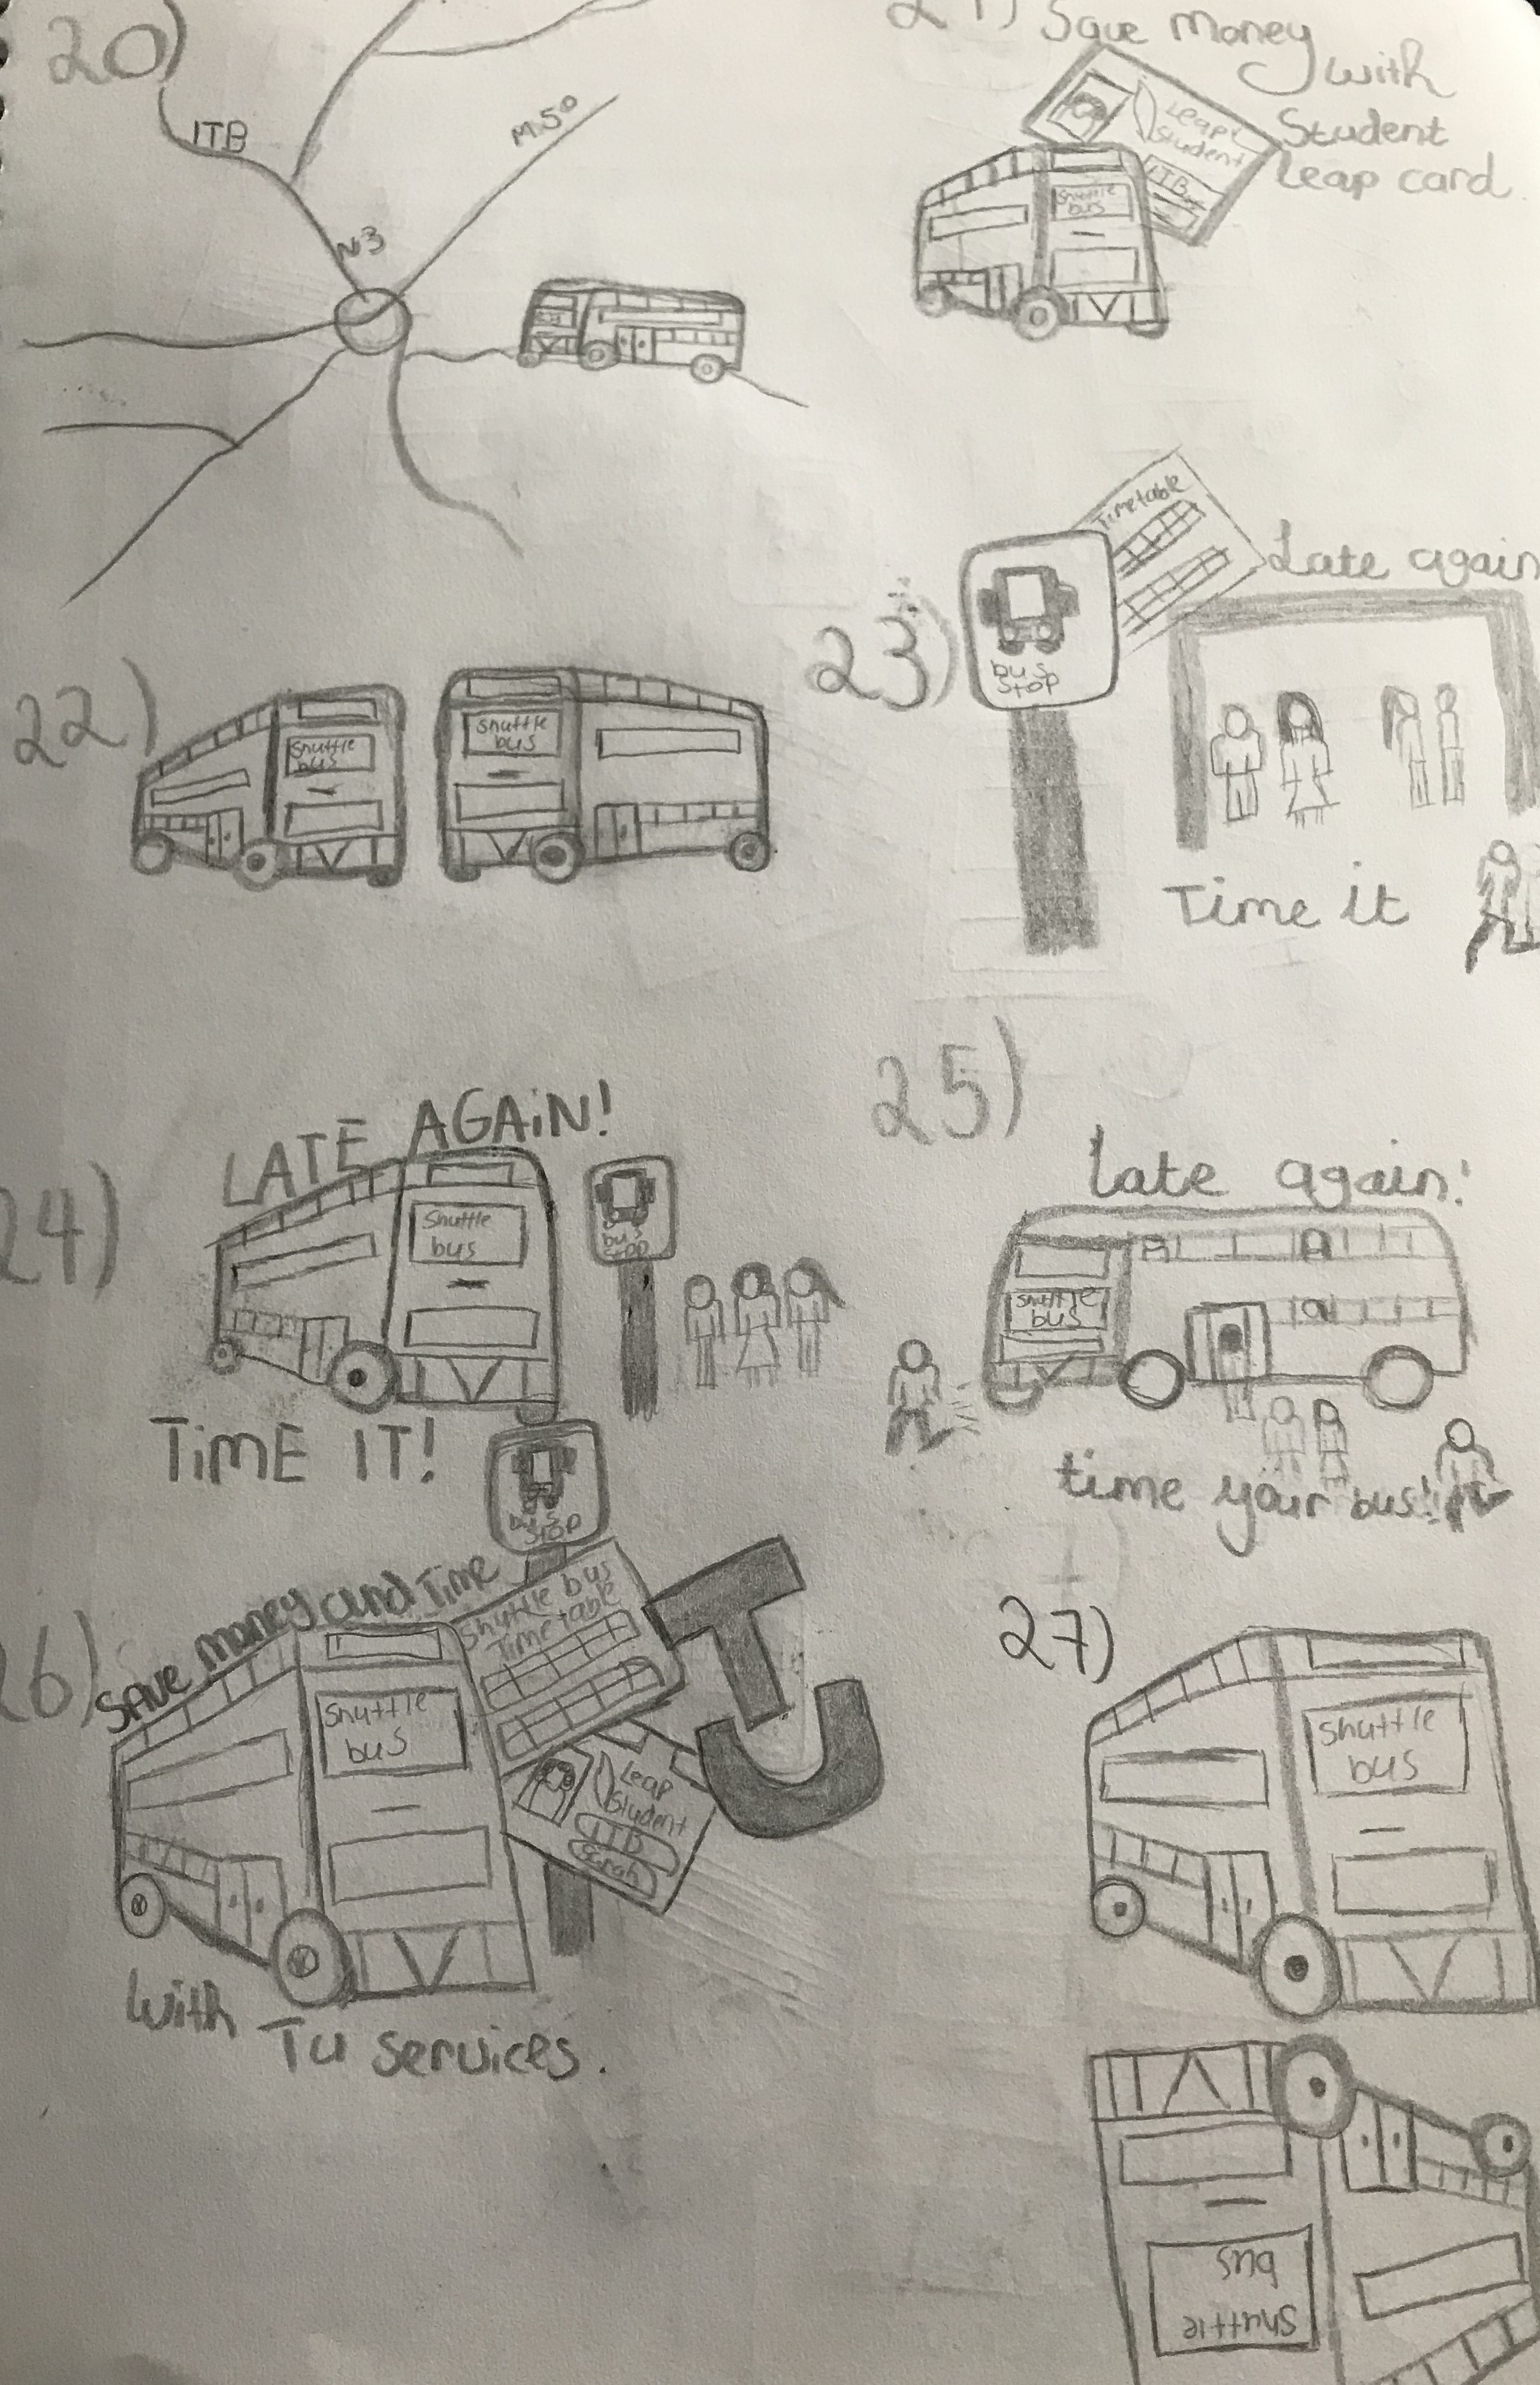 20)
ITB
M50
N3
21) Save money
with
Student
Leap card
Leap
Student
ITB
Shuttle
bus
22)
Shuttle
bus
Shuttle
bus
23)
Timetable
bus
stop
Late again
Time it
24)
LATE AGAIN!
Shuttle
bus
bus
stop
TIME IT!
25)
Late again!
Shuttle
bus
time your bus!
26)
Save money and Time
bus
stop
Shuttle bus
Timetable
Shuttle
bus
Leap
Student
ITB
Sarah
TU
with
TU services.
27)
Shuttle
bus
Shuttle
bus